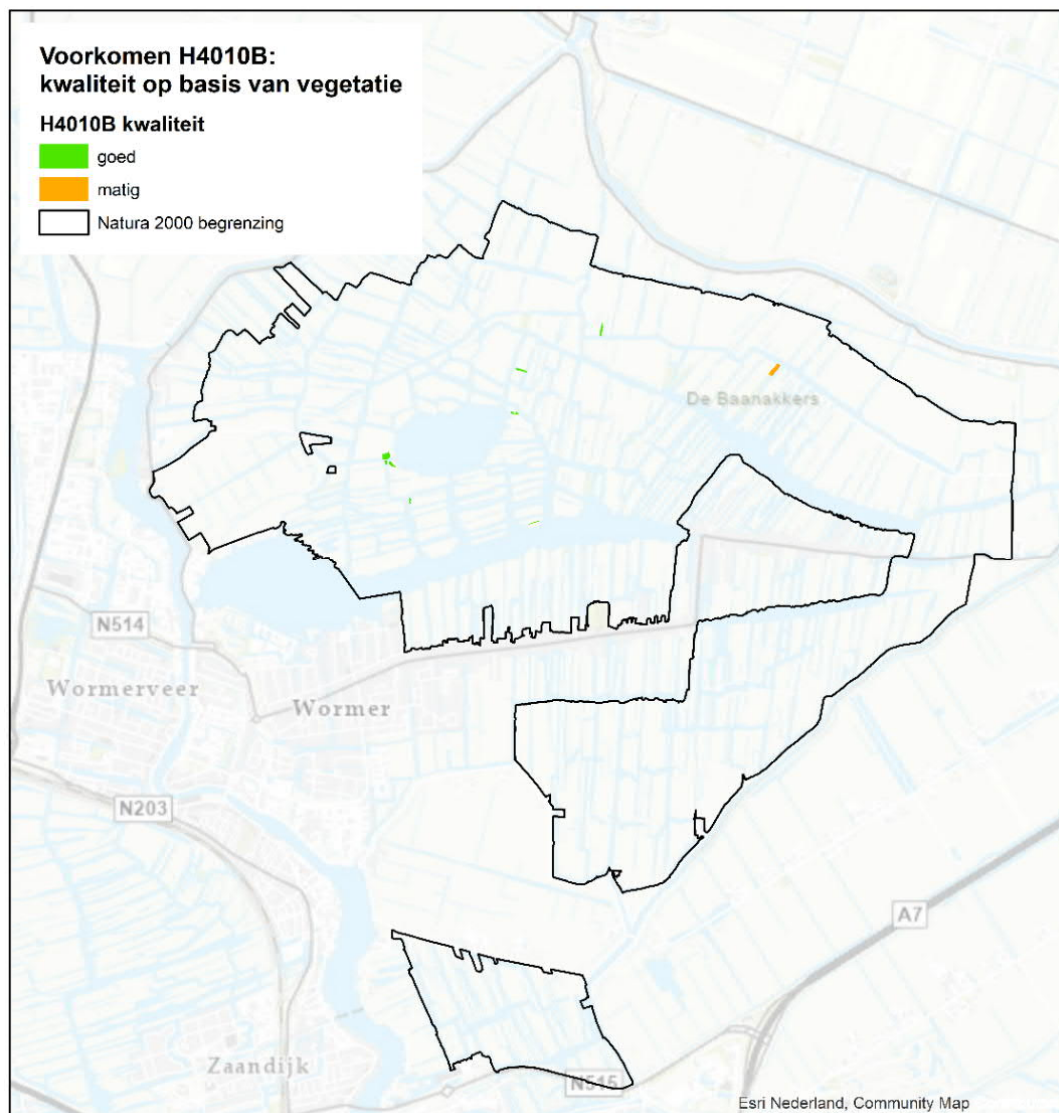 Voorkomen H4010B:
kwaliteit op basis van vegetatie
H4010B kwaliteit
goed
matig
Natura 2000 begrenzing
De Baanakkers
N514
Wormerveer
Wormer
N203
A7
Zaandijk
N515
Esri Nederland, Community Map